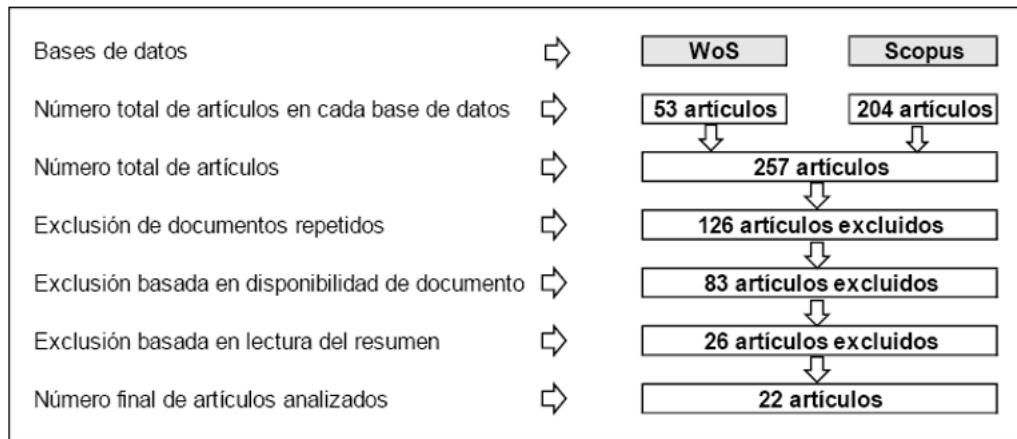 Bases de datos WoS Scopus
Número total de artículos en cada base de datos 53 artículos 204 artículos
Número total de artículos 257 artículos
Exclusión de documentos repetidos 126 artículos excluidos
Exclusión basada en disponibilidad de documento 83 artículos excluidos
Exclusión basada en lectura del resumen 26 artículos excluidos
Número final de artículos analizados 22 artículos